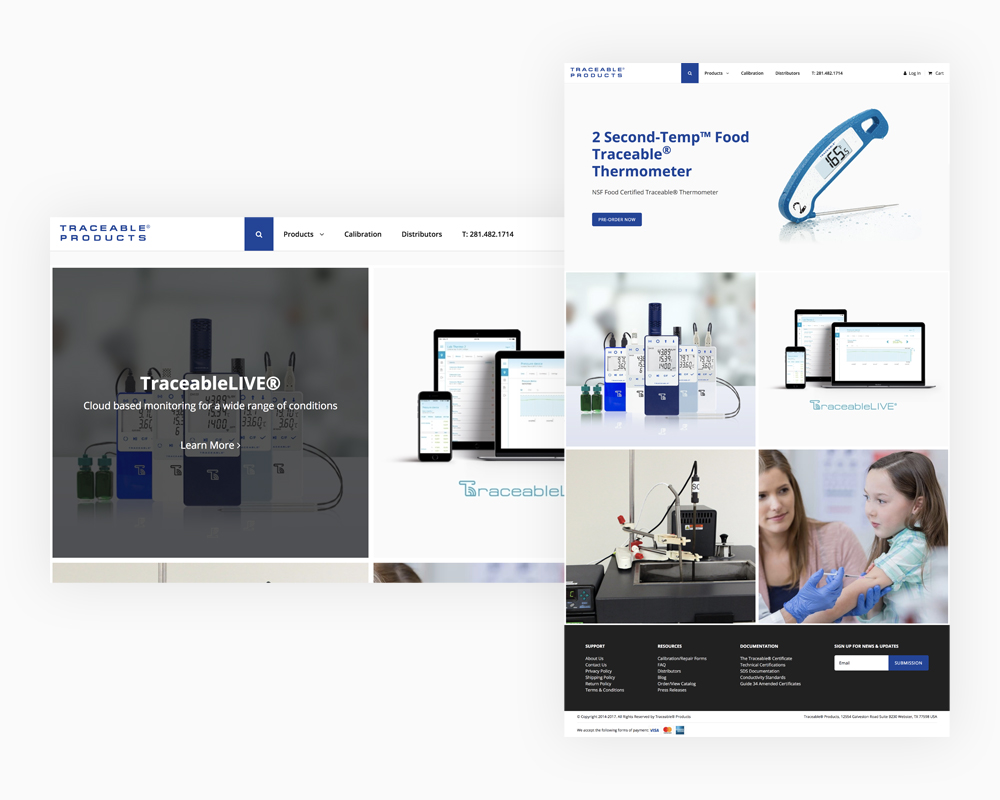 TRACEABLE®
PRODUCTS
Products
Calibration
Distributors
T: 281.482.1714
TraceableLIVE®
Cloud based monitoring for a wide range of conditions
Learn More >
TRACEABLE®
PRODUCTS
Products
Calibration
Distributors
T: 281.482.1714
Log in
Cart
2 Second-Temp™ Food
Traceable®
Thermometer
NSF Food Certified Traceable® Thermometer
PRE-ORDER NOW
TraceableLIVE®
SUPPORT
About Us
Contact Us
Privacy Policy
Shipping Policy
Return Policy
Terms & Conditions
RESOURCES
Calibration/Repair Forms
FAQ
Distributors
Blog
Order/View Catalog
Press Releases
DOCUMENTATION
The Traceable® Certificate
Technical Certifications
SDS Documentation
Conductivity Standards
Guide 34 Amended Certificates
SIGN UP FOR NEWS & UPDATES
Email
SUBMISSION
© Copyright 2014-2017. All Rights Reserved by Traceable® Products
Traceable® Products, 12554 Galveston Road Suite B230 Webster, TX 77598 USA
We accept the following forms of payment:
VISA